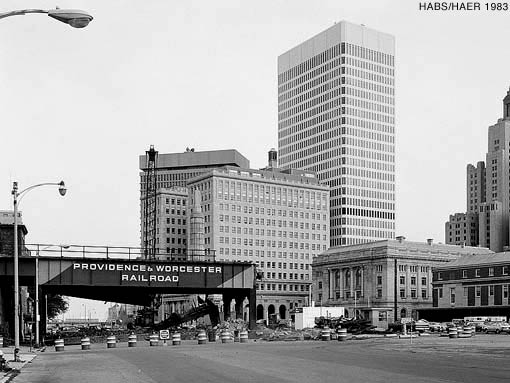 HABS/HAER 1983
PROVIDENCE & WORCESTER
RAILROAD